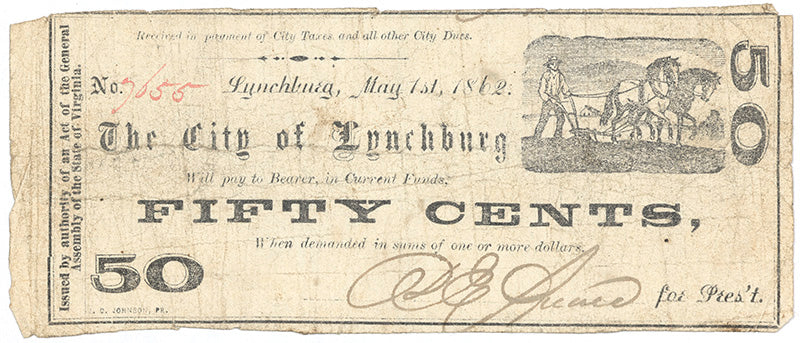 Received in payment of City Taxes and all other City Dues.
No. 7655 Lynchburg, May 1st, 1862.
The City of Lynchburg
Will pay to Bearer, in Current Funds,
FIFTY CENTS,
When demanded in sums of one or more dollars.
50
for Pres't.
. C. JOHNSON, PR.
Issued by authority of an Act of the General
Assembly of the State of Virginia.
50